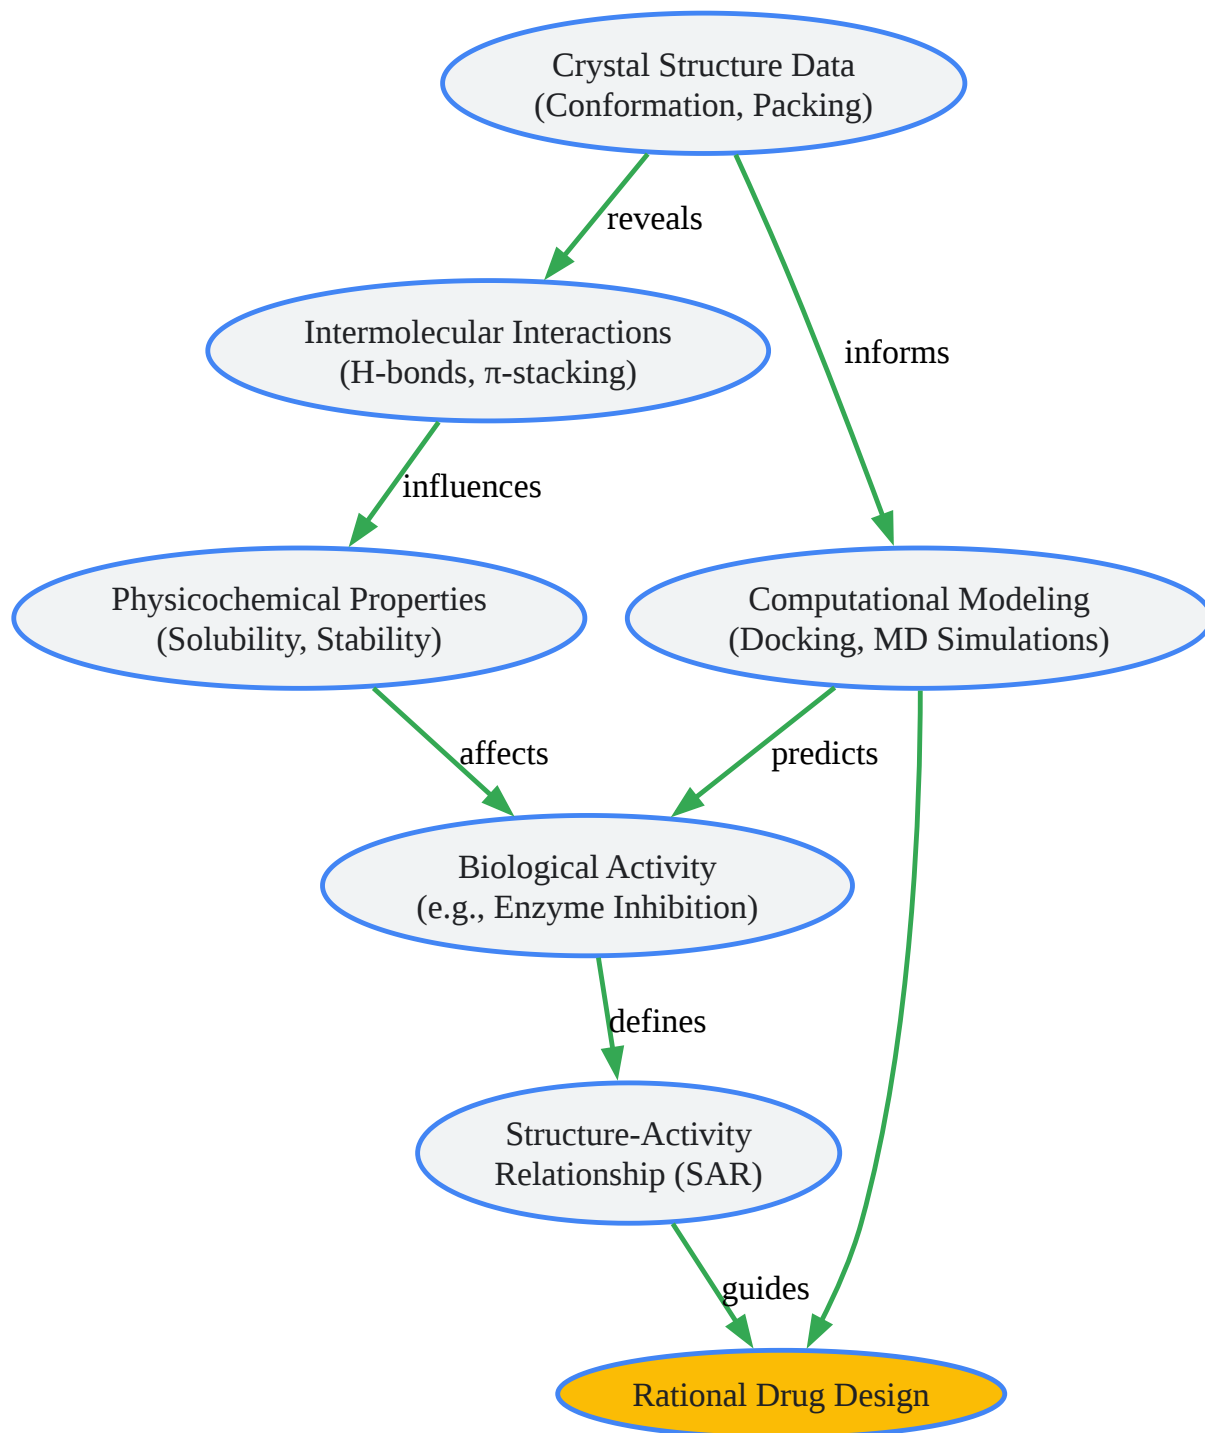 Crystal Structure Data
(Conformation, Packing)
reveals
informs
Intermolecular Interactions
(H-bonds, π-stacking)
influences
Physicochemical Properties
(Solubility, Stability)
Computational Modeling
(Docking, MD Simulations)
affects
predicts
Biological Activity
(e.g., Enzyme Inhibition)
defines
Structure-Activity
Relationship (SAR)
guides
Rational Drug Design